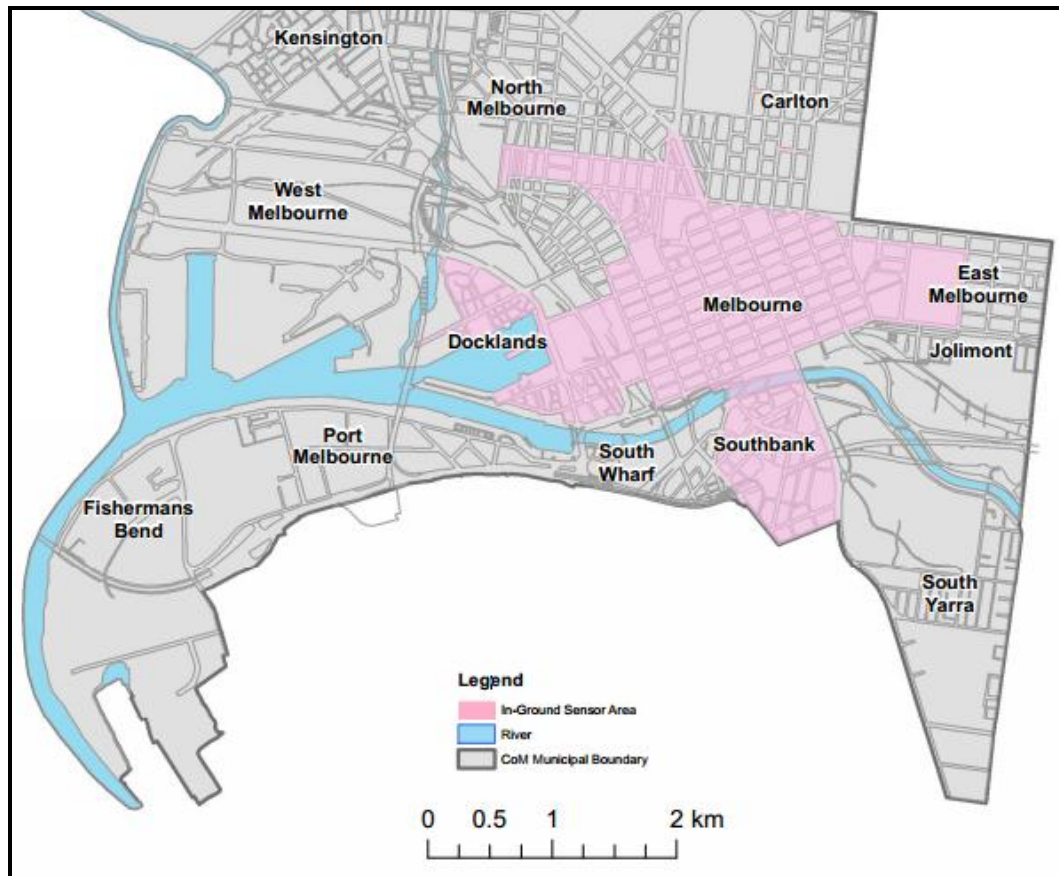 Kensington
North
Melbourne
Carlton
West
Melbourne
East
Melbourne
Melbourne
Docklands
Jolimont
Port
Melbourne
South
Wharf
Southbank
Fishermans
Bend
South
Yarra
Legend
In-Ground Sensor Area
River
CoM Municipal Boundary
0 0.5 1 2 km